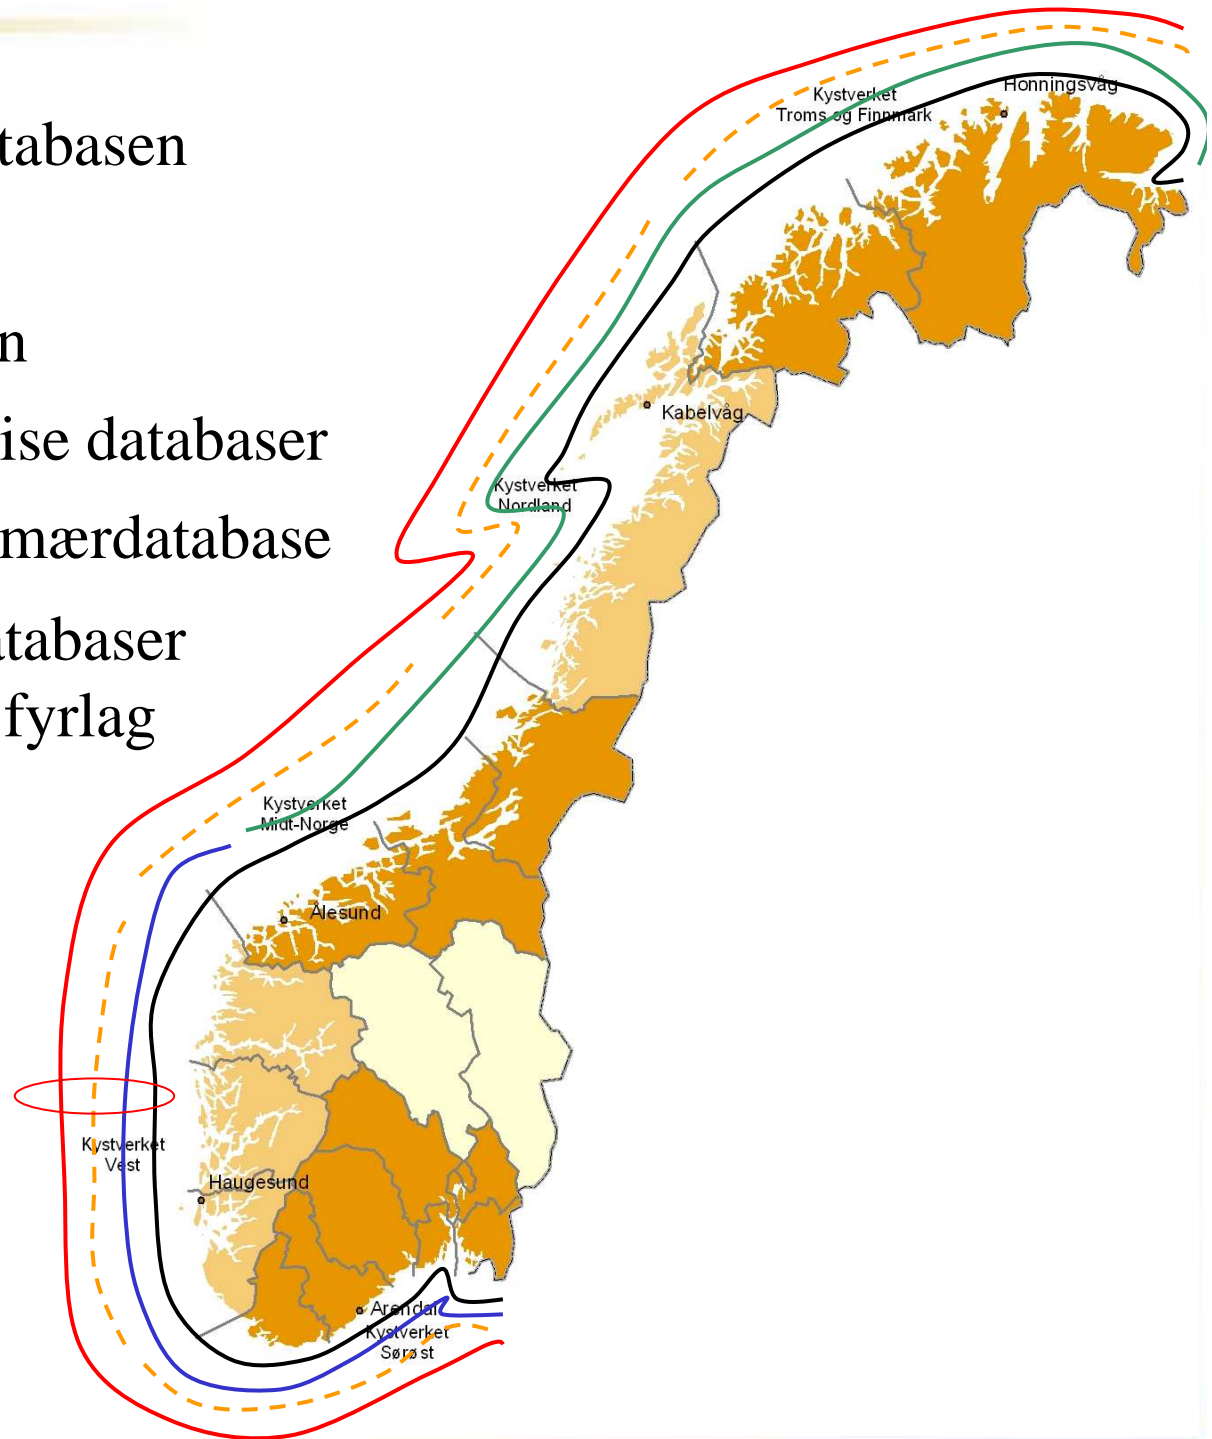 tabasen
n
ise databaser
mærdatabase
tabaser
fyrlag
Kystverket
Troms og Finnmark
Honningsvåg
Kabelvåg
Kystverket
Nordland
Kystverket
Midt-Norge
Ålesund
Kystverket
Vest
Haugesund
Arendal
Kystverket
Sørøst